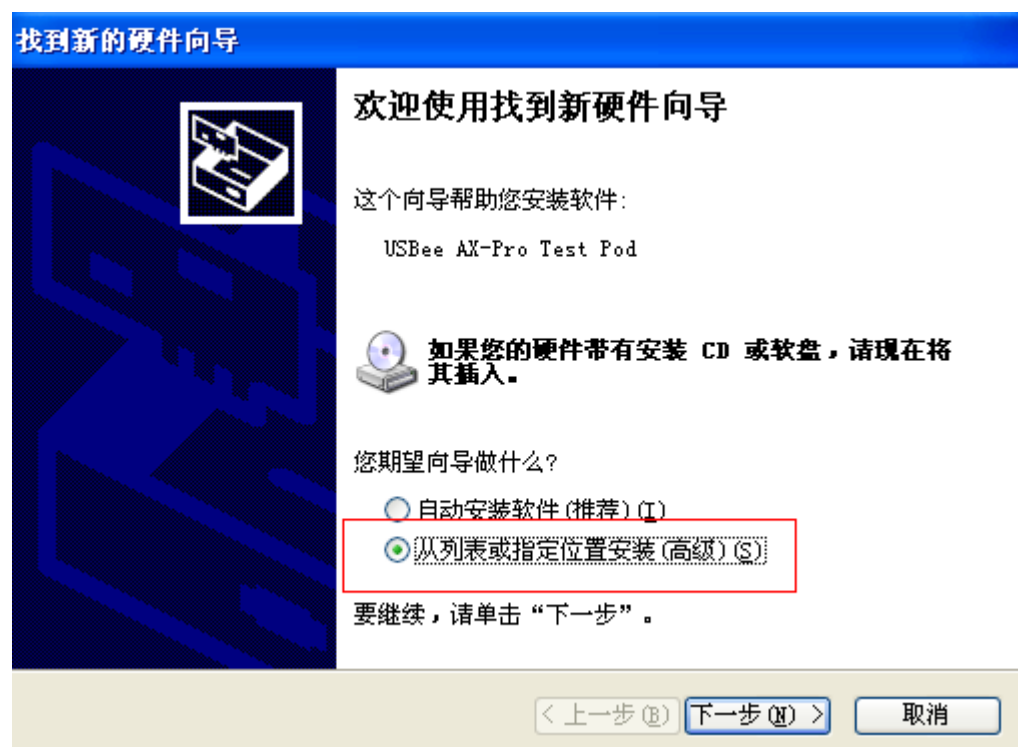 找到新的硬件向导
欢迎使用找到新硬件向导
这个向导帮助您安装软件:
USBee AX-Pro Test Pod
如果您的硬件带有安装 CD 或软盘，请现在将
其插入。
您期望向导做什么?
自动安装软件(推荐)(I)
从列表或指定位置安装(高级)(S)
要继续，请单击“下一步”。
< 上一步(B) 下一步(N) > 取消